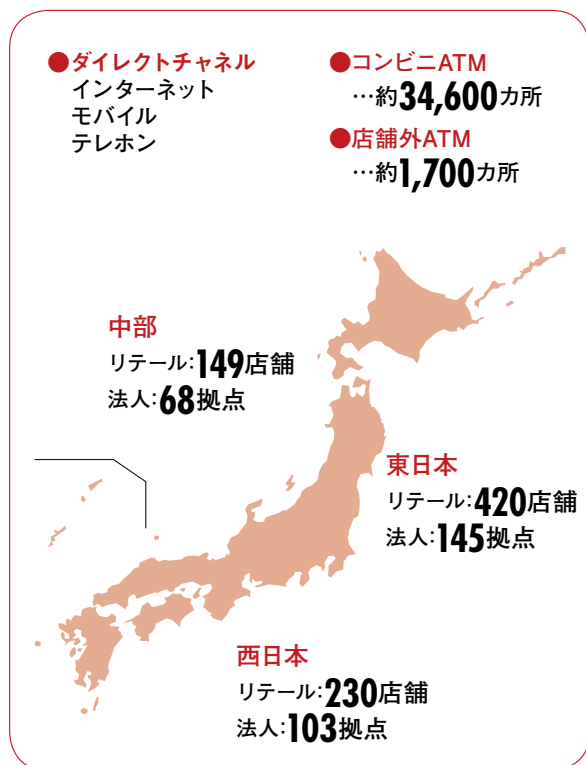 ●ダイレクトチャネル
インターネット
モバイル
テレホン
●コンビニATM
…約34,600カ所
●店舗外ATM
…約1,700カ所
中部
リテール:149店舗
法人:68拠点
東日本
リテール:420店舗
法人:145拠点
西日本
リテール:230店舗
法人:103拠点